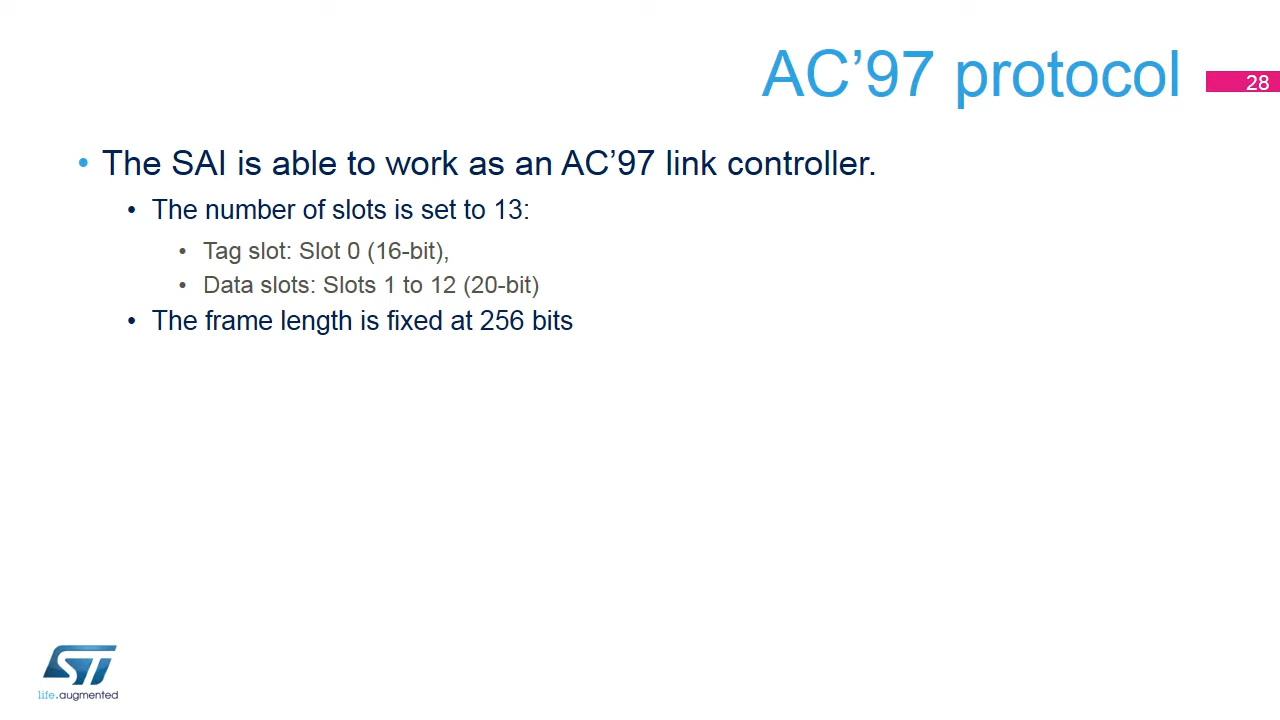 AC’97 protocol
28
• The SAI is able to work as an AC’97 link controller.
• The number of slots is set to 13:
• Tag slot: Slot 0 (16-bit),
• Data slots: Slots 1 to 12 (20-bit)
• The frame length is fixed at 256 bits
ST
life.augmented